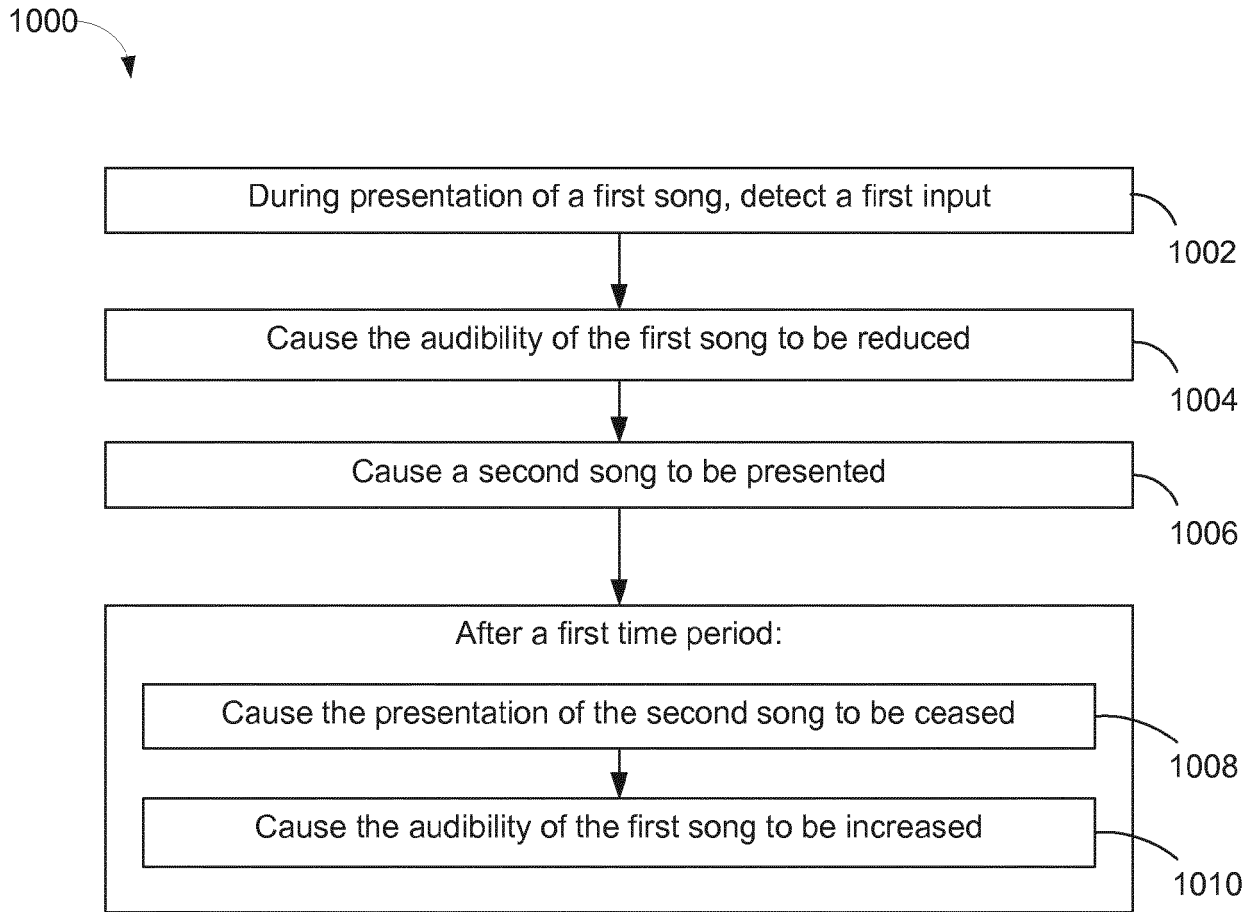 1000
During presentation of a first song, detect a first input
1002
Cause the audibility of the first song to be reduced
1004
Cause a second song to be presented
1006
After a first time period:
Cause the presentation of the second song to be ceased
1008
Cause the audibility of the first song to be increased
1010